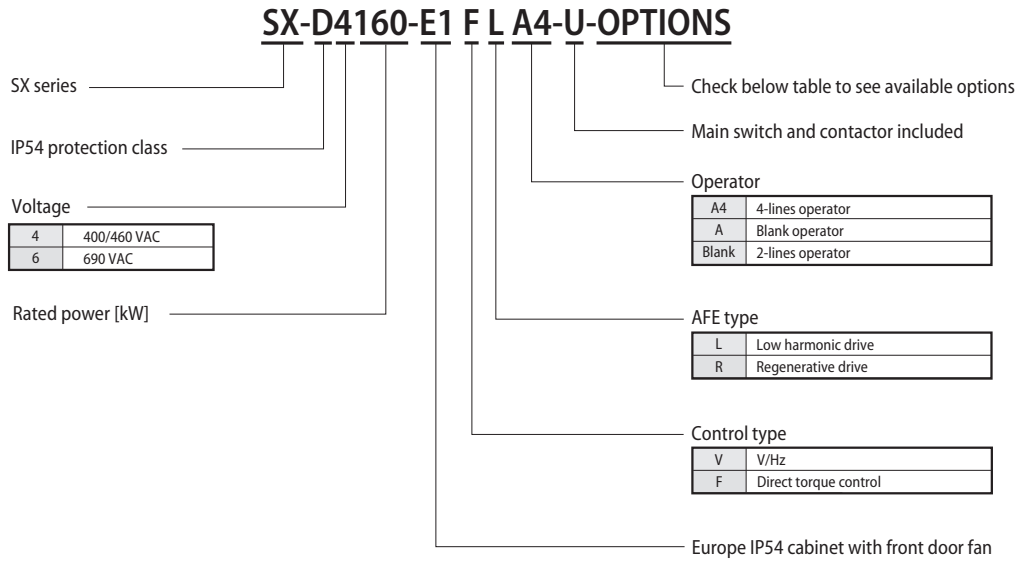 SX-D4160-E1 F L A4-U-OPTIONS
SX series
IP54 protection class
Voltage
4 400/460 VAC
6 690 VAC
Rated power [kW]
Check below table to see available options
Main switch and contactor included
Operator
A4 4-lines operator
A Blank operator
Blank 2-lines operator
AFE type
L Low harmonic drive
R Regenerative drive
Control type
V V/Hz
F Direct torque control
Europe IP54 cabinet with front door fan